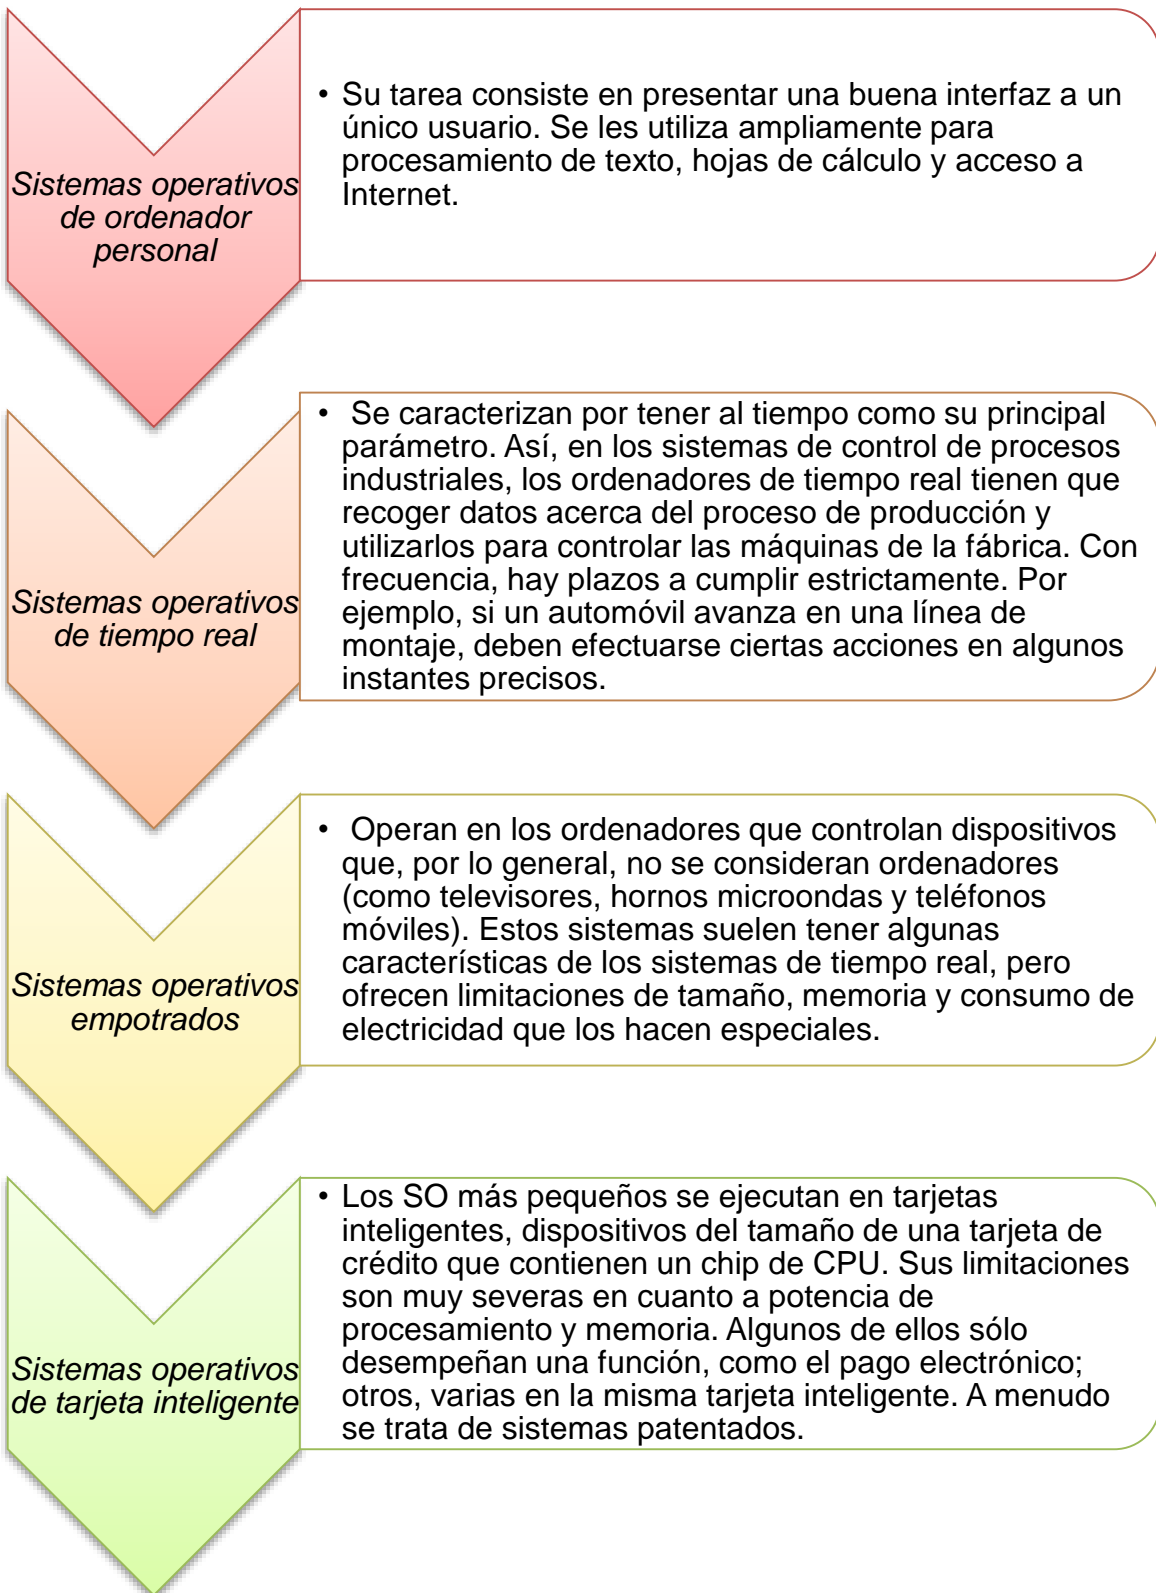 Sistemas operativos
de ordenador
personal
• Su tarea consiste en presentar una buena interfaz a un
único usuario. Se les utiliza ampliamente para
procesamiento de texto, hojas de cálculo y acceso a
Internet.
Sistemas operativos
de tiempo real
• Se caracterizan por tener al tiempo como su principal
parámetro. Así, en los sistemas de control de procesos
industriales, los ordenadores de tiempo real tienen que
recoger datos acerca del proceso de producción y
utilizarlos para controlar las máquinas de la fábrica. Con
frecuencia, hay plazos a cumplir estrictamente. Por
ejemplo, si un automóvil avanza en una línea de
montaje, deben efectuarse ciertas acciones en algunos
instantes precisos.
Sistemas operativos
empotrados
• Operan en los ordenadores que controlan dispositivos
que, por lo general, no se consideran ordenadores
(como televisores, hornos microondas y teléfonos
móviles). Estos sistemas suelen tener algunas
características de los sistemas de tiempo real, pero
ofrecen limitaciones de tamaño, memoria y consumo de
electricidad que los hacen especiales.
Sistemas operativos
de tarjeta inteligente
• Los SO más pequeños se ejecutan en tarjetas
inteligentes, dispositivos del tamaño de una tarjeta de
crédito que contienen un chip de CPU. Sus limitaciones
son muy severas en cuanto a potencia de
procesamiento y memoria. Algunos de ellos sólo
desempeñan una función, como el pago electrónico;
otros, varias en la misma tarjeta inteligente. A menudo
se trata de sistemas patentados.